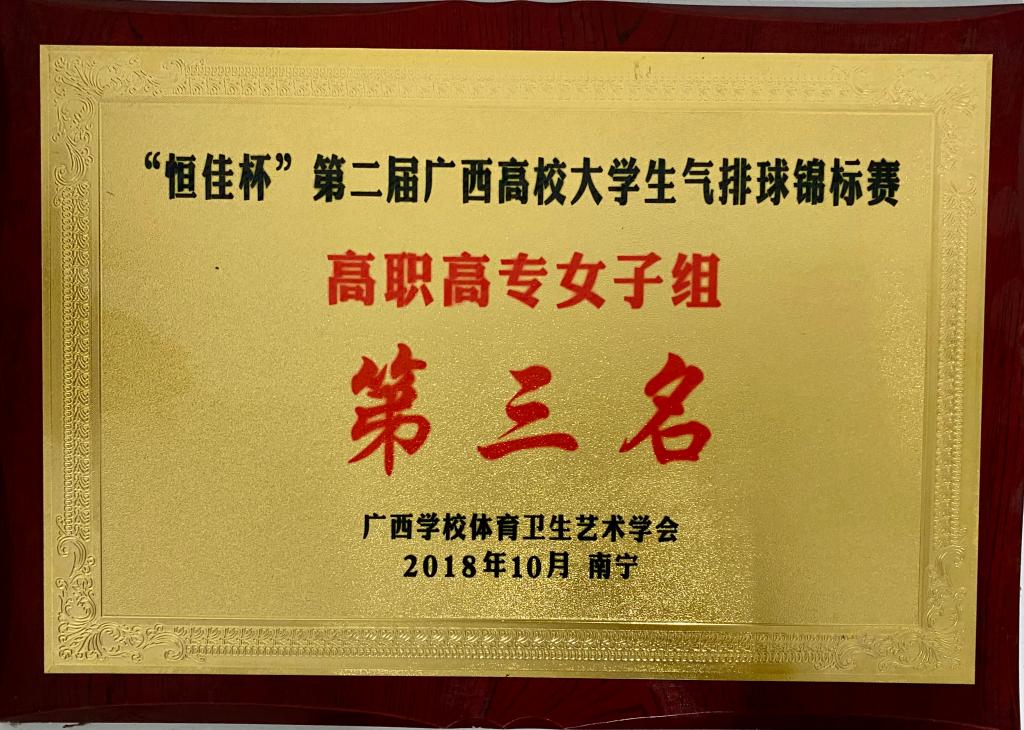 “恒佳杯”第二届广西高校大学生气排球锦标赛
高职高专女子组
第三名
广西学校体育卫生艺术学会
2018年10月 南宁